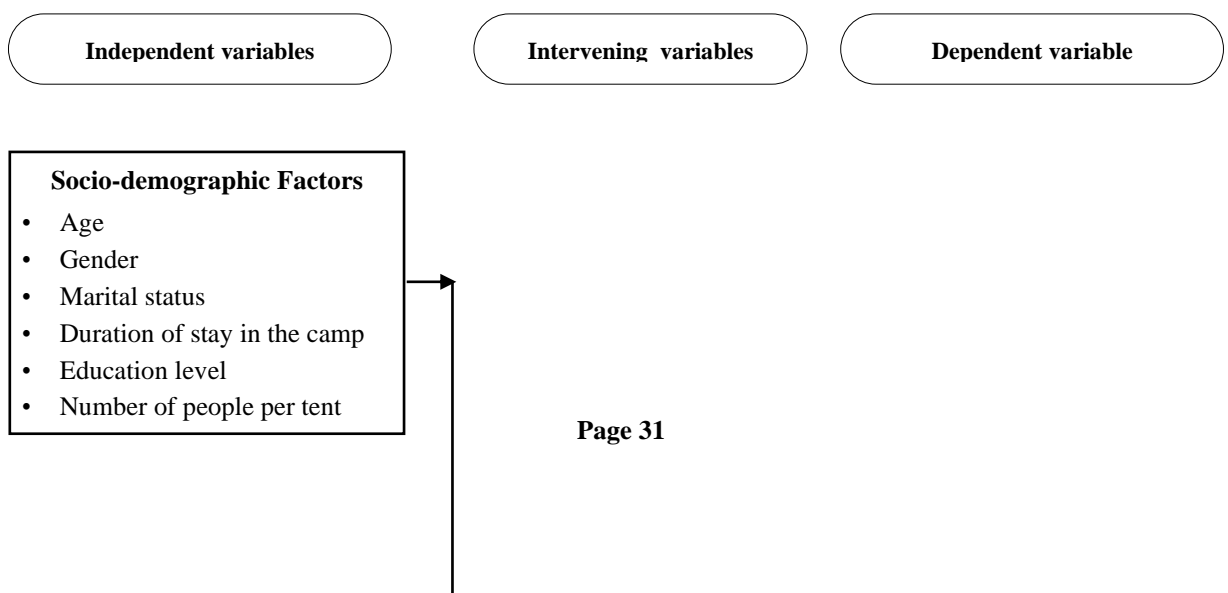 Independent variables
Intervening variables
Dependent variable
Socio-demographic Factors
• Age
• Gender
• Marital status
• Duration of stay in the camp
• Education level
• Number of people per tent
Page 31